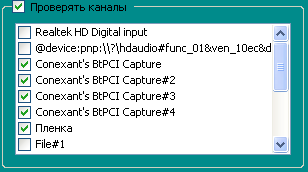 Проверять каналы
Realtek HD Digital input
@device:pnp:\\?\hdaudio#func_01&ven_10ec&d
Conexant's BtPCI Capture
Conexant's BtPCI Capture#2
Conexant's BtPCI Capture#3
Conexant's BtPCI Capture#4
Пленка
File#1